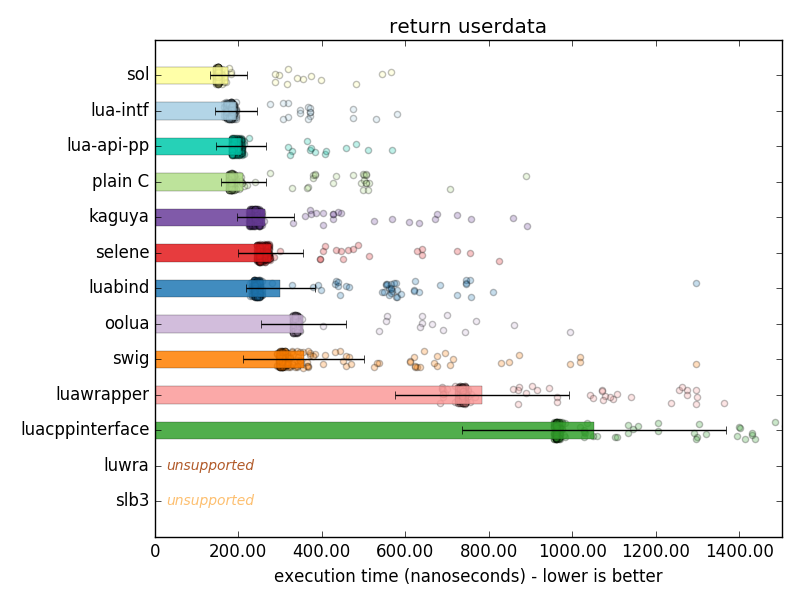 return userdata
sol
lua-intf
lua-api-pp
plain C
kaguya
selene
luabind
oolua
swig
luawrapper
luacppinterface
luwra unsupported
slb3 unsupported
0 200.00 400.00 600.00 800.00 1000.00 1200.00 1400.00
execution time (nanoseconds) - lower is better